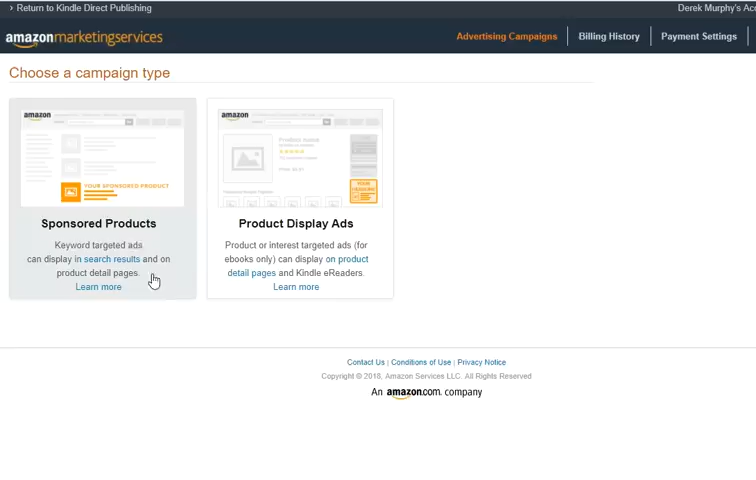 › Return to Kindle Direct Publishing
Derek Murphy's Acc
amazonmarketingservices
Advertising Campaigns
Billing History
Payment Settings
Choose a campaign type
amazon
YOUR SPONSORED PRODUCT
Sponsored Products
Keyword targeted ads
can display in search results and on
product detail pages.
Learn more
amazon
Product Display Ads
Product or interest targeted ads (for
ebooks only) can display on product
detail pages and Kindle eReaders.
Learn more
Contact Us | Conditions of Use | Privacy Notice
Copyright © 2018, Amazon Services LLC. All Rights Reserved
An amazon.com. company